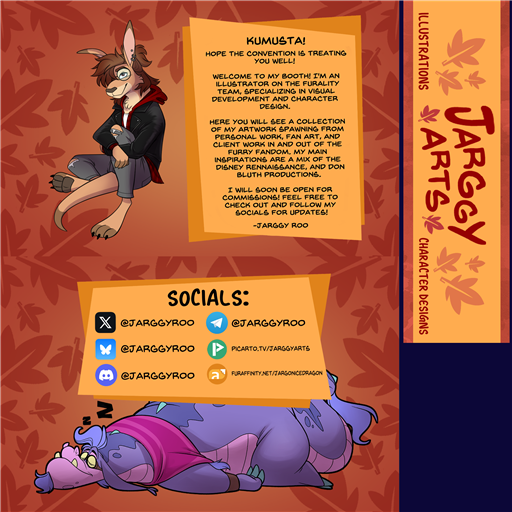 KUMUSTA!
HOPE THE CONVENTION IS TREATING
YOU WELL!
WELCOME TO MY BOOTH! I'M AN
ILLUSTRATOR ON THE FURALITY
TEAM, SPECIALIZING IN VISUAL
DEVELOPMENT AND CHARACTER
DESIGN.
HERE YOU WILL SEE A COLLECTION
OF MY ARTWORK SPAWNING FROM
PERSONAL WORK, FAN ART, AND
CLIENT WORK IN AND OUT OF THE
FURRY FANDOM. MY MAIN
INSPIRATIONS ARE A MIX OF THE
DISNEY RENNAISSANCE, AND DON
BLUTH PRODUCTIONS.
I WILL SOON BE OPEN FOR
COMMISSIONS! FEEL FREE TO
CHECK OUT AND FOLLOW MY
SOCIALS FOR UPDATES!
-JARGGY ROO
SOCIALS:
@JARGGYROO
@JARGGYROO
@JARGGYROO
PICARTO.TV/JARGGYARTS
@JARGGYROO
FURAFFINITY.NET/JARGONICEDRAGON
N
N
ILLUSTRATIONS
JARGGY
ARTS
CHARACTER DESIGNS